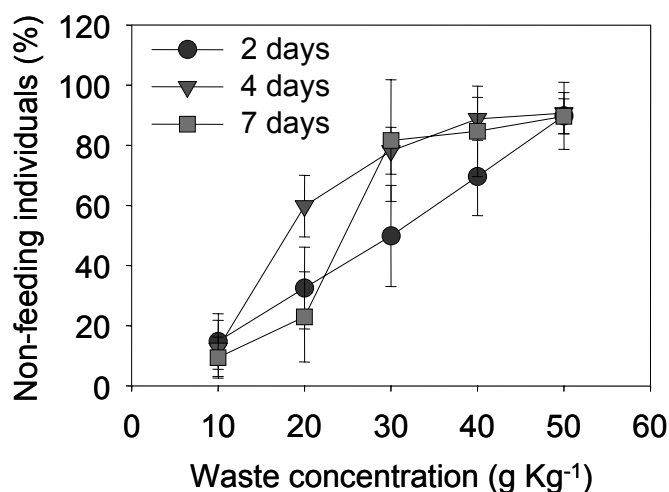 120
100
80
60
40
20
0
Non-feeding individuals (%)
2 days
4 days
7 days
0 10 20 30 40 50 60
Waste concentration (g Kg⁻¹)